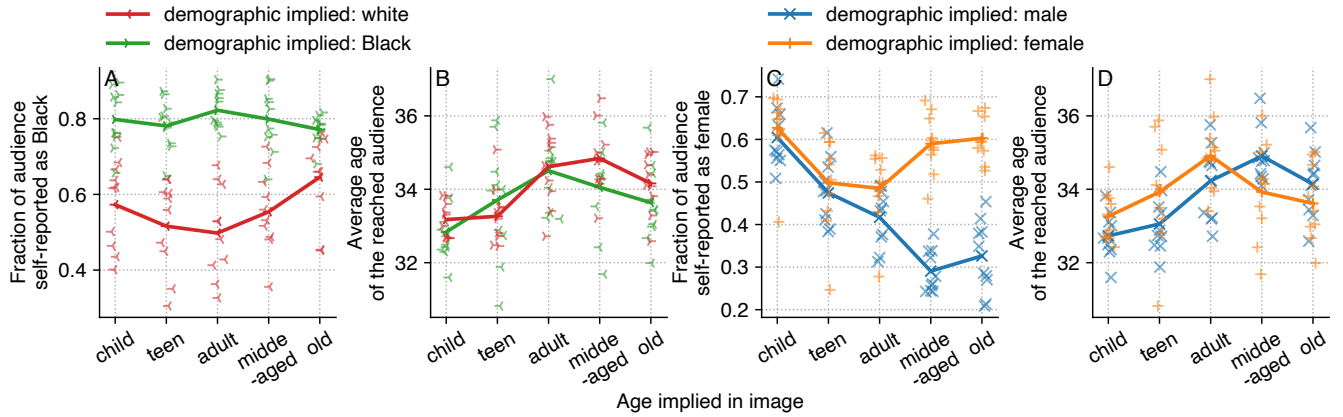 demographic implied: white
demographic implied: Black
demographic implied: male
demographic implied: female
A
Fraction of audience
self-reported as Black
0.8
0.6
0.4
child
teen
adult
midde
-aged
old
B
Average age
of the reached audience
36
34
32
child
teen
adult
midde
-aged
old
C
Fraction of audience
self-reported as female
0.7
0.6
0.5
0.4
0.3
0.2
child
teen
adult
midde
-aged
old
D
Average age
of the reached audience
36
34
32
child
teen
adult
midde
-aged
old
Age implied in image